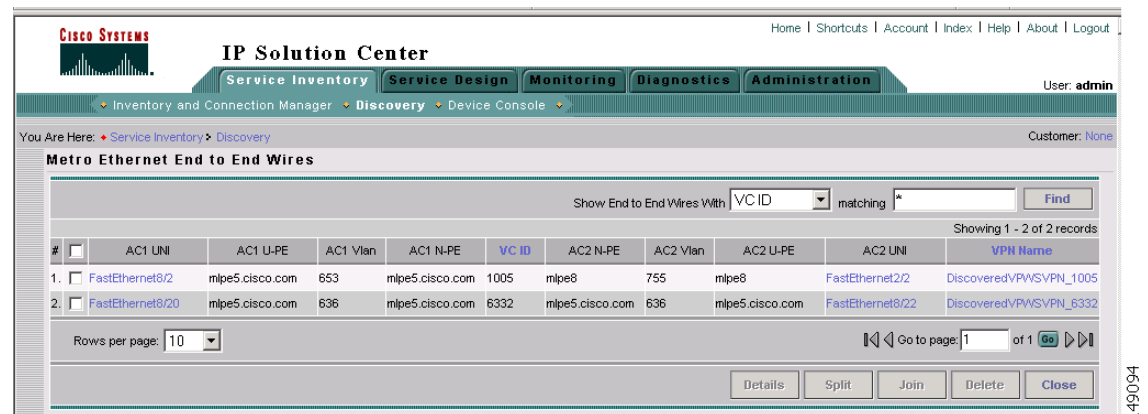 Home | Shortcuts | Account | Index | Help | About | Logout
CISCO SYSTEMS
IP Solution Center
Service Inventory Service Design Monitoring Diagnostics Administration
User: admin
Inventory and Connection Manager Discovery Device Console
You Are Here: Service Inventory Discovery
Customer: None
Metro Ethernet End to End Wires
Show End to End Wires With VC ID matching * Find
Showing 1 - 2 of 2 records
# AC1 UNI AC1 U-PE AC1 Vlan AC1 N-PE VC ID AC2 N-PE AC2 Vlan AC2 U-PE AC2 UNI VPN Name
1. FastEthernet8/2 mlpe5.cisco.com 653 mlpe5.cisco.com 1005 mlpe8 755 mlpe8 FastEthernet2/2 DiscoveredVPWSVPN_1005
2. FastEthernet8/20 mlpe5.cisco.com 636 mlpe5.cisco.com 6332 mlpe5.cisco.com 636 mlpe5.cisco.com FastEthernet8/22 DiscoveredVPWSVPN_6332
Rows per page: 10
Go to page: 1 of 1 Go
Details Split Join Delete Close
49094